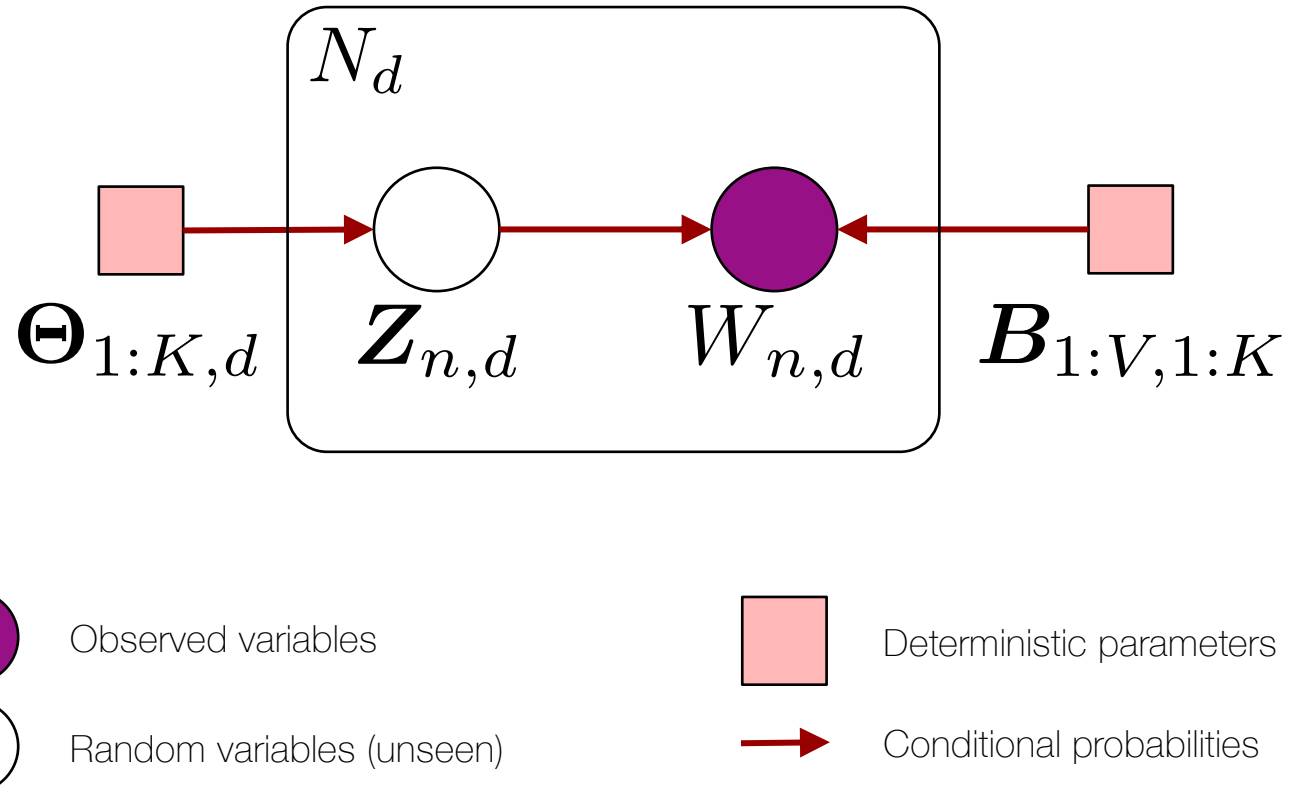 N_d
Θ_{1:K,d}
Z_{n,d}
W_{n,d}
B_{1:V,1:K}
Observed variables
Deterministic parameters
Random variables (unseen)
Conditional probabilities